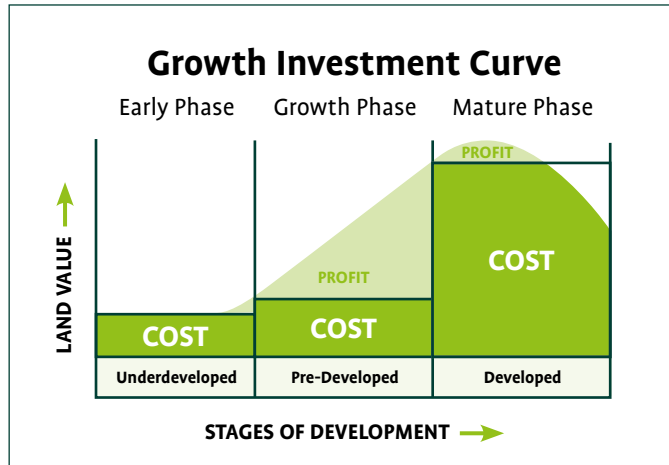 Growth Investment Curve
Early Phase Growth Phase Mature Phase
PROFIT
PROFIT
COST
COST
COST
LAND VALUE
Underdeveloped Pre-Developed Developed
STAGES OF DEVELOPMENT